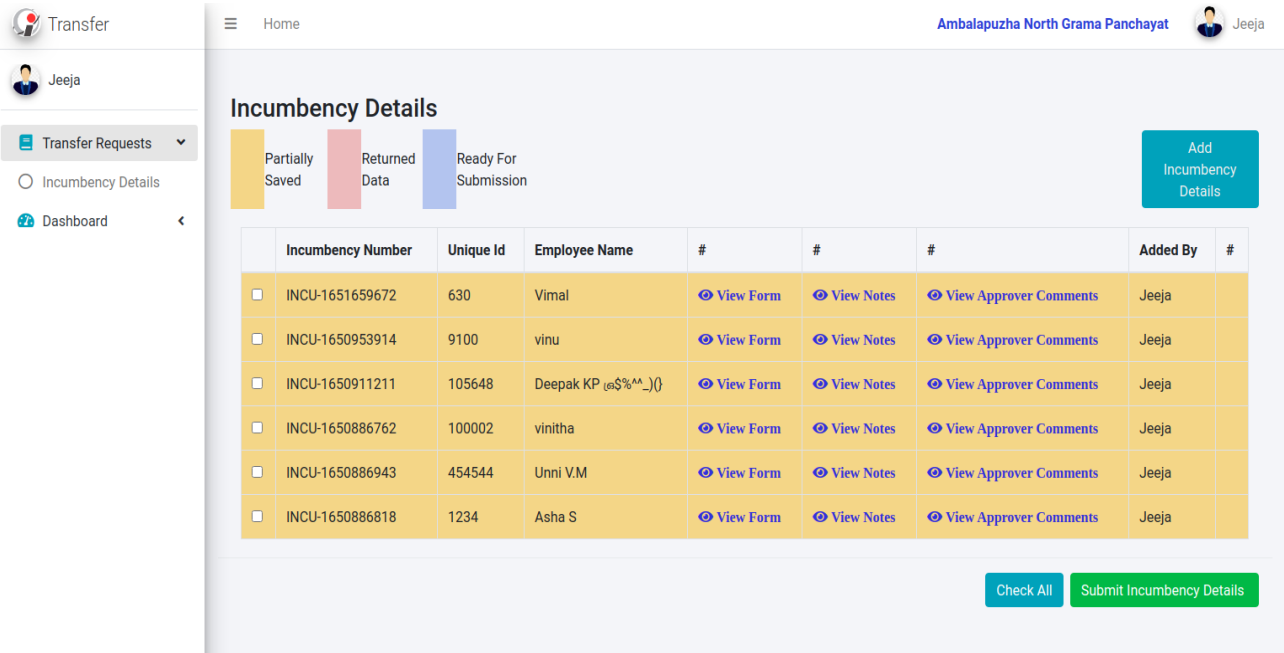 Transfer
Home
Ambalapuzha North Grama Panchayat
Jeeja
Jeeja
Transfer Requests
Incumbency Details
Dashboard
Incumbency Details
Partially
Saved
Returned
Data
Ready For
Submission
Add
Incumbency
Details
Incumbency Number Unique Id Employee Name # # # Added By #
INCU-1651659672 630 Vimal View Form View Notes View Approver Comments Jeeja
INCU-1650953914 9100 vinu View Form View Notes View Approver Comments Jeeja
INCU-1650911211 105648 Deepak KP ൢ$%^^_)(} View Form View Notes View Approver Comments Jeeja
INCU-1650886762 100002 vinitha View Form View Notes View Approver Comments Jeeja
INCU-1650886943 454544 Unni V.M View Form View Notes View Approver Comments Jeeja
INCU-1650886818 1234 Asha S View Form View Notes View Approver Comments Jeeja
Check All Submit Incumbency Details